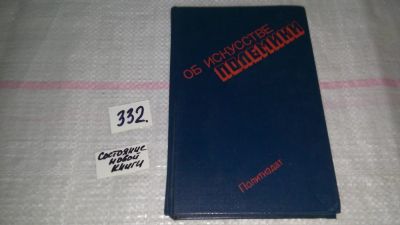 ОБ ИСКУССТВЕ
ПОЛЕМИКИ
Политиздат
332.
Состояние
новой
книги